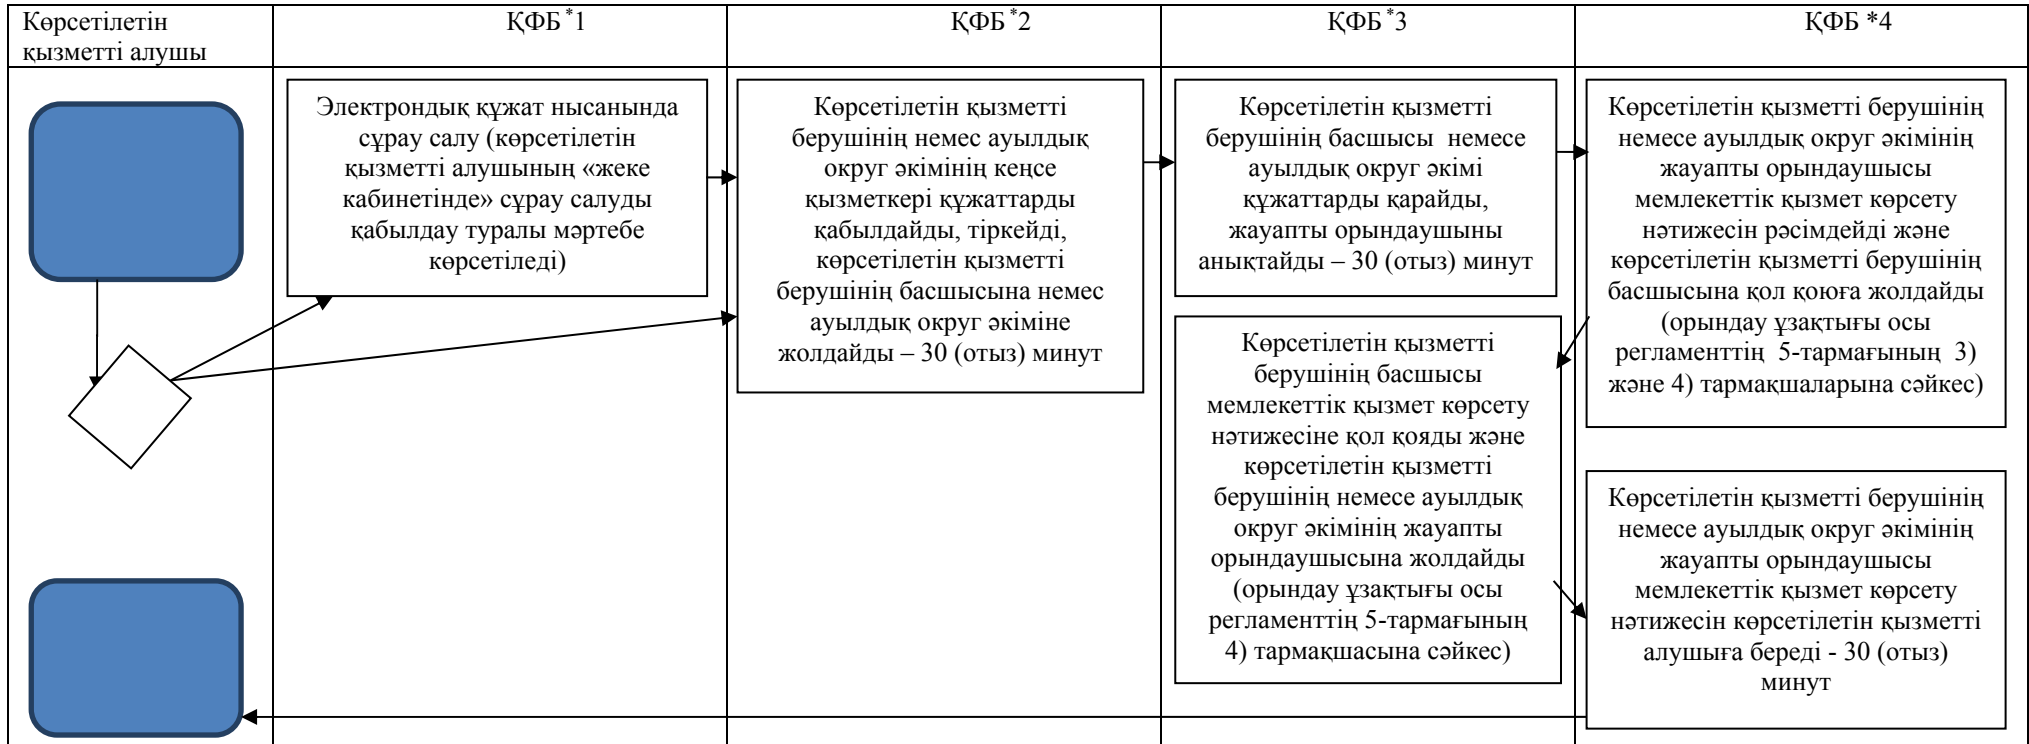 Көрсетілетін
қызметті алушы
ҚФБ *1
ҚФБ *2
ҚФБ *3
ҚФБ *4
Электрондық құжат нысанында
сұрау салу (көрсетілетін
қызметті алушының «жеке
кабинетінде» сұрау салуды
қабылдау туралы мәртебе
көрсетіледі)
Көрсетілетін қызметті
берушінің немес ауылдық
округ әкімінің кеңсе
қызметкері құжаттарды
қабылдайды, тіркейді,
көрсетілетін қызметті
берушінің басшысына немес
ауылдық округ әкіміне
жолдайды – 30 (отыз) минут
Көрсетілетін қызметті
берушінің басшысы немесе
ауылдық округ әкімі
құжаттарды қарайды,
жауапты орындаушыны
анықтайды – 30 (отыз) минут
Көрсетілетін қызметті берушінің
немесе ауылдық округ әкімінің
жауапты орындаушысы
мемлекеттік қызмет көрсету
нәтижесін рәсімдейді және
көрсетілетін қызметті берушінің
басшысына қол қоюға жолдайды
(орындау ұзақтығы осы
регламенттің 5-тармағының 3)
және 4) тармақшаларына сәйкес)
Көрсетілетін қызметті
берушінің басшысы
мемлекеттік қызмет көрсету
нәтижесіне қол қояды және
көрсетілетін қызметті
берушінің немесе ауылдық
округ әкімінің жауапты
орындаушысына жолдайды
(орындау ұзақтығы осы
регламенттің 5-тармағының
4) тармақшасына сәйкес)
Көрсетілетін қызметті берушінің
немесе ауылдық округ әкімінің
жауапты орындаушысы
мемлекеттік қызмет көрсету
нәтижесін көрсетілетін қызметті
алушыға береді - 30 (отыз)
минут